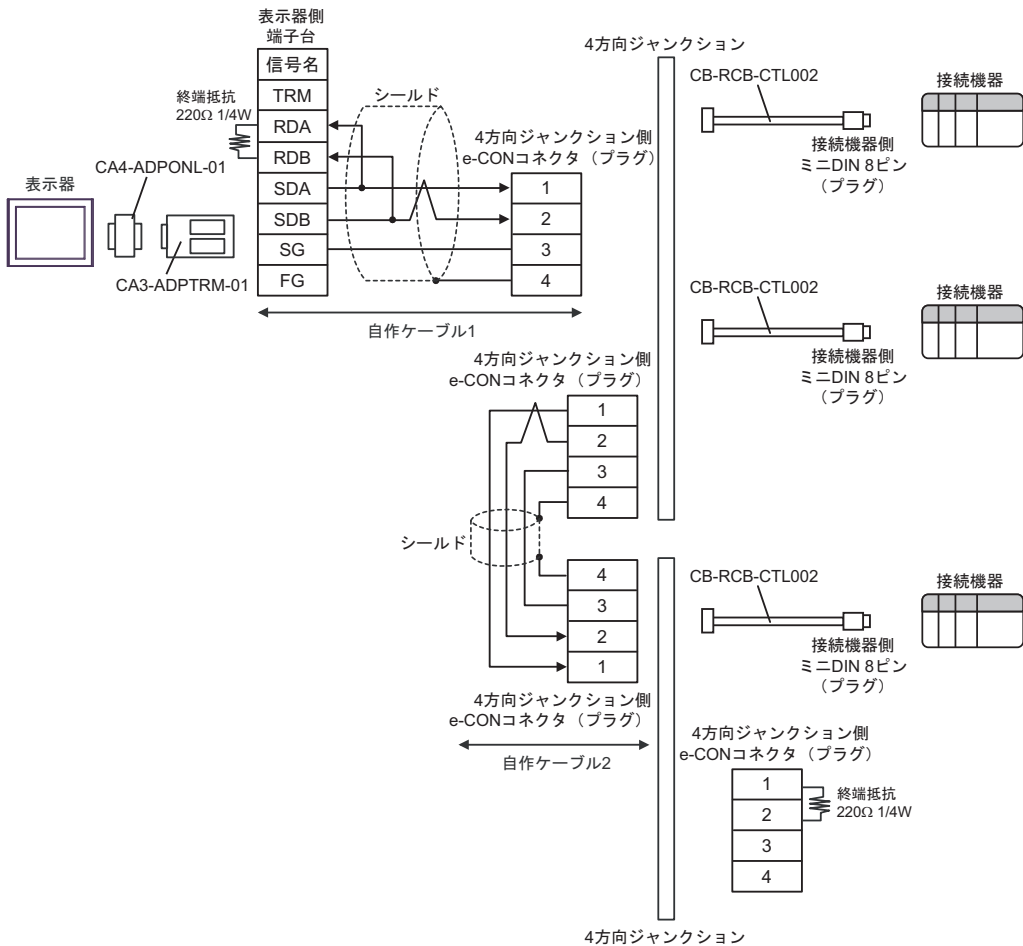 表示器側
端子台
信号名
TRM
RDA
RDB
SDA
SDB
SG
FG
終端抵抗
220Ω 1/4W
シールド
表示器
CA4-ADPONL-01
CA3-ADPTRM-01
4方向ジャンクション側
e-CONコネクタ（プラグ）
1
2
3
4
自作ケーブル1
4方向ジャンクション
CB-RCB-CTL002
接続機器側
ミニDIN 8ピン
（プラグ）
接続機器
CB-RCB-CTL002
接続機器側
ミニDIN 8ピン
（プラグ）
接続機器
4方向ジャンクション側
e-CONコネクタ（プラグ）
1
2
3
4
シールド
4
3
2
1
4方向ジャンクション側
e-CONコネクタ（プラグ）
自作ケーブル2
CB-RCB-CTL002
接続機器側
ミニDIN 8ピン
（プラグ）
接続機器
4方向ジャンクション側
e-CONコネクタ（プラグ）
1
2
3
4
終端抵抗
220Ω 1/4W
4方向ジャンクション